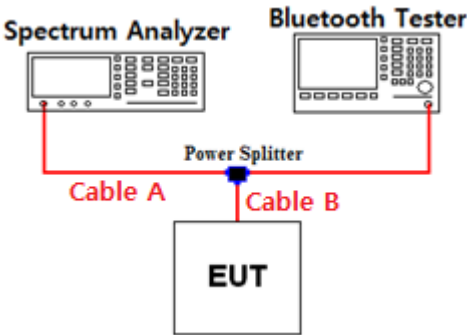 Spectrum Analyzer
Bluetooth Tester
Power Splitter
Cable A
Cable B
EUT